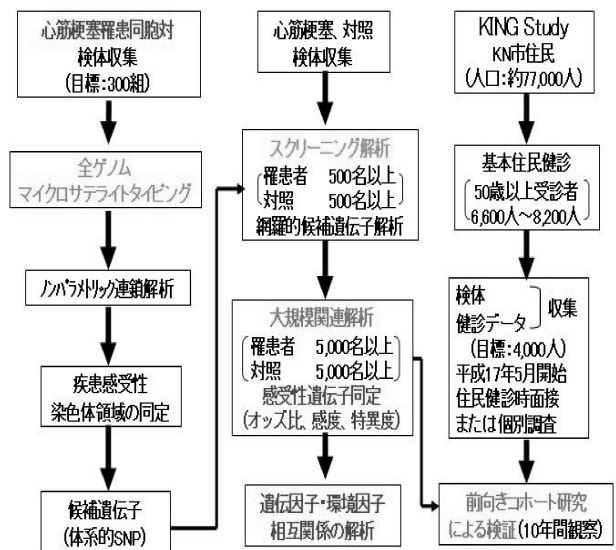 心筋梗塞罹患同胞対
検体収集
(目標:300組)
全ゲノム
マイクロサテライトタイピング
ノンパラメトリック連鎖解析
疾患感受性
染色体領域の同定
候補遺伝子
(体系的SNP)
心筋梗塞、対照
検体収集
スクリーニング解析
罹患者 500名以上
対照 500名以上
網羅的候補遺伝子解析
大規模関連解析
罹患者 5,000名以上
対照 5,000名以上
感受性遺伝子同定
(オッズ比、感度、特異度)
遺伝因子・環境因子
相互関係の解析
KING Study
KN市住民
(人口:約77,000人)
基本住民健診
50歳以上受診者
6,600人～8,200人
検体
健診データ 収集
(目標:4,000人)
平成17年5月開始
住民健診時面接
または個別調査
前向きコホート研究
による検証(10年間観察)